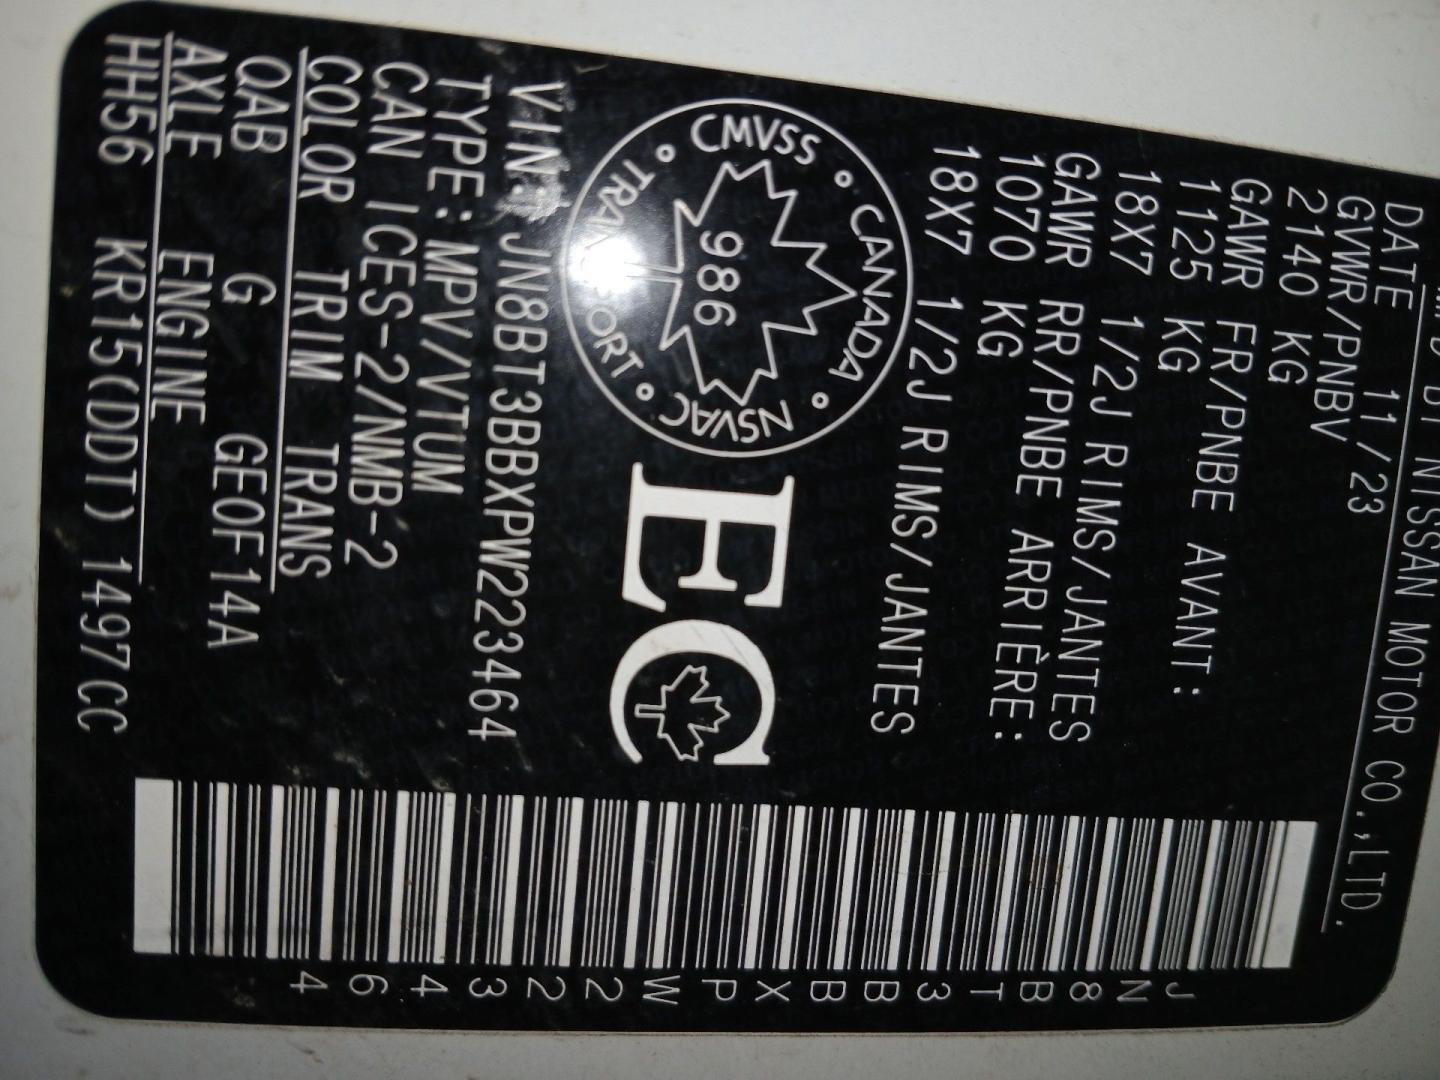 NISSAN MOTOR CO.,LTD.
DATE 11/23
GVWR/PNBV
2140 KG
GAWR FR/PNBE AVANT:
1125 KG
18X7 1/2J RIMS/JANTES
GAWR RR/PNBE ARRIÈRE:
1070 KG
18X7 1/2J RIMS/JANTES
CMVSS
CANADA
NSVAC
TRANSPORT
986
EC
VIN: JN8BT3BBXPW223464
TYPE: MPV/VTUM
CAN ICES-2/NMB-2
COLOR TRIM TRANS
QAB G GEOF14A
AXLE ENGINE
HH56 KR15(DDT) 1497CC
JN8BT3BBXPW223464